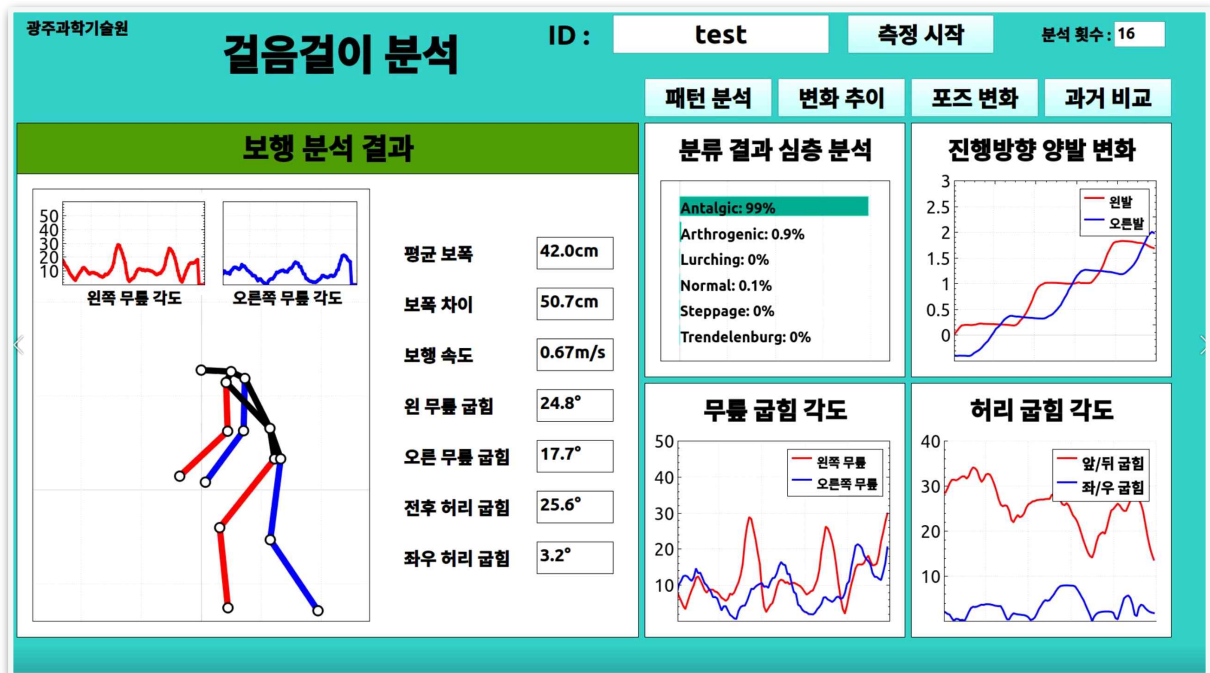 광주과학기술원
걸음걸이 분석
ID :
test
측정 시작
분석 횟수 : 16
패턴 분석
변화 추이
포즈 변화
과거 비교
보행 분석 결과
50
40
30
20
10
왼쪽 무릎 각도
오른쪽 무릎 각도
평균 보폭 42.0cm
보폭 차이 50.7cm
보행 속도 0.67m/s
왼 무릎 굽힘 24.8°
오른 무릎 굽힘 17.7°
전후 허리 굽힘 25.6°
좌우 허리 굽힘 3.2°
분류 결과 심층 분석
Antalgic: 99%
Arthrogenic: 0.9%
Lurching: 0%
Normal: 0.1%
Steppage: 0%
Trendelenburg: 0%
진행방향 양발 변화
3
2.5
2
1.5
1
0.5
0
왼발
오른발
무릎 굽힘 각도
50
40
30
20
10
왼쪽 무릎
오른쪽 무릎
허리 굽힘 각도
40
30
20
10
앞/뒤 굽힘
좌/우 굽힘